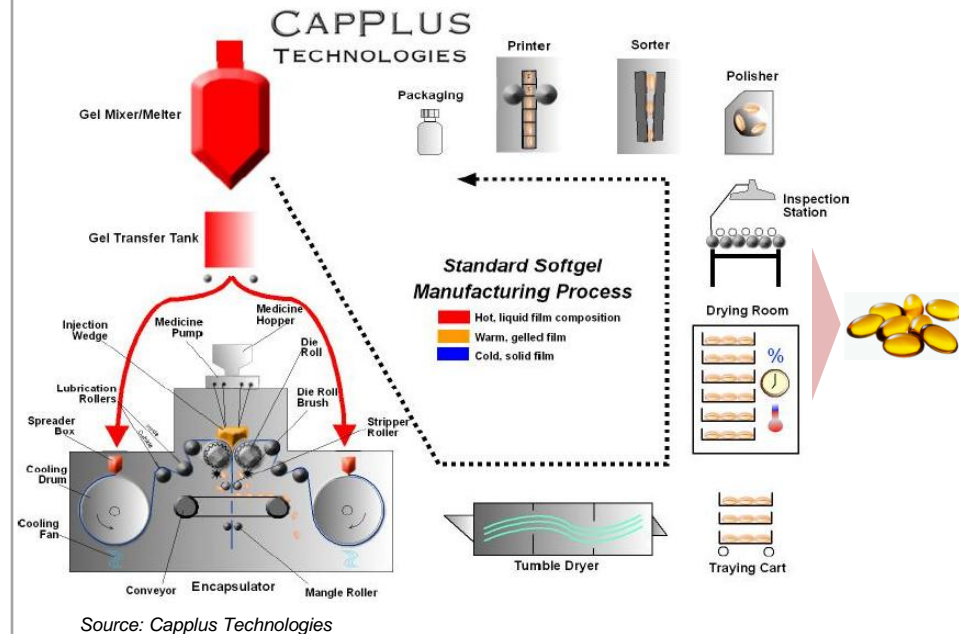 CAPPLUS
TECHNOLOGIES
Printer
Sorter
Polisher
Packaging
Gel Mixer/Melter
Inspection
Station
Gel Transfer Tank
Standard Softgel
Manufacturing Process
Hot, liquid film composition
Warm, gelled film
Cold, solid film
Drying Room
%
Medicine
Hopper
Medicine
Pump
Injection
Wedge
Die
Roll
Lubrication
Rollers
Die Roll
Brush
Inside
Outside
Spreader
Box
Stripper
Roller
Cooling
Drum
Cooling
Fan
Conveyor
Encapsulator
Mangle Roller
Tumble Dryer
Traying Cart
Source: Capplus Technologies